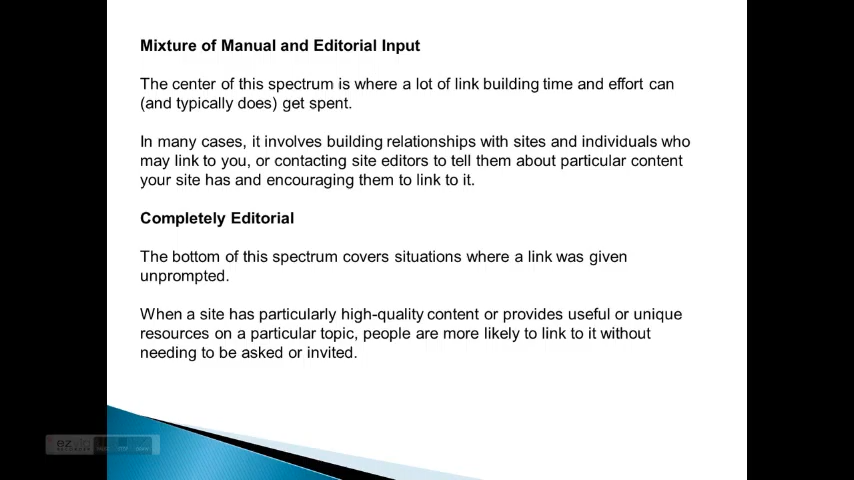 Mixture of Manual and Editorial Input
The center of this spectrum is where a lot of link building time and effort can
(and typically does) get spent.
In many cases, it involves building relationships with sites and individuals who
may link to you, or contacting site editors to tell them about particular content
your site has and encouraging them to link to it.
Completely Editorial
The bottom of this spectrum covers situations where a link was given
unprompted.
When a site has particularly high-quality content or provides useful or unique
resources on a particular topic, people are more likely to link to it without
needing to be asked or invited.
ezvid
RECORDER